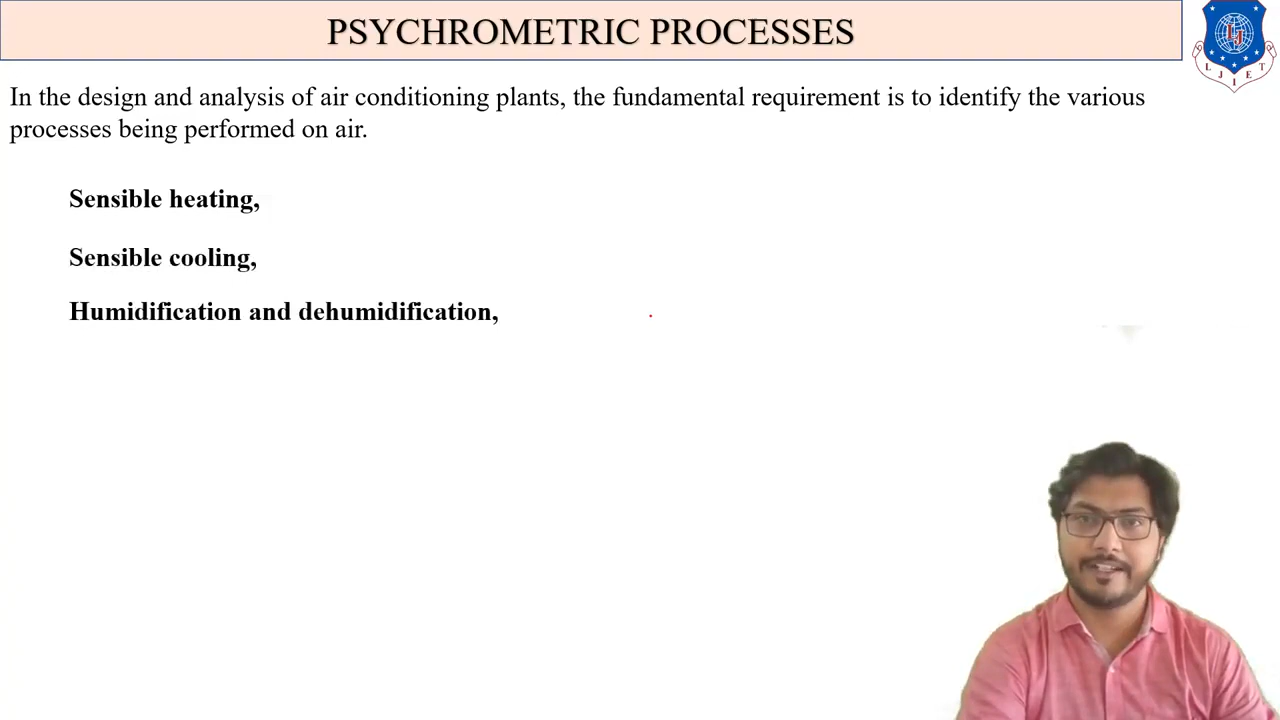 PSYCHROMETRIC PROCESSES
LJ
L J I E T
In the design and analysis of air conditioning plants, the fundamental requirement is to identify the various
processes being performed on air.
Sensible heating,
Sensible cooling,
Humidification and dehumidification,